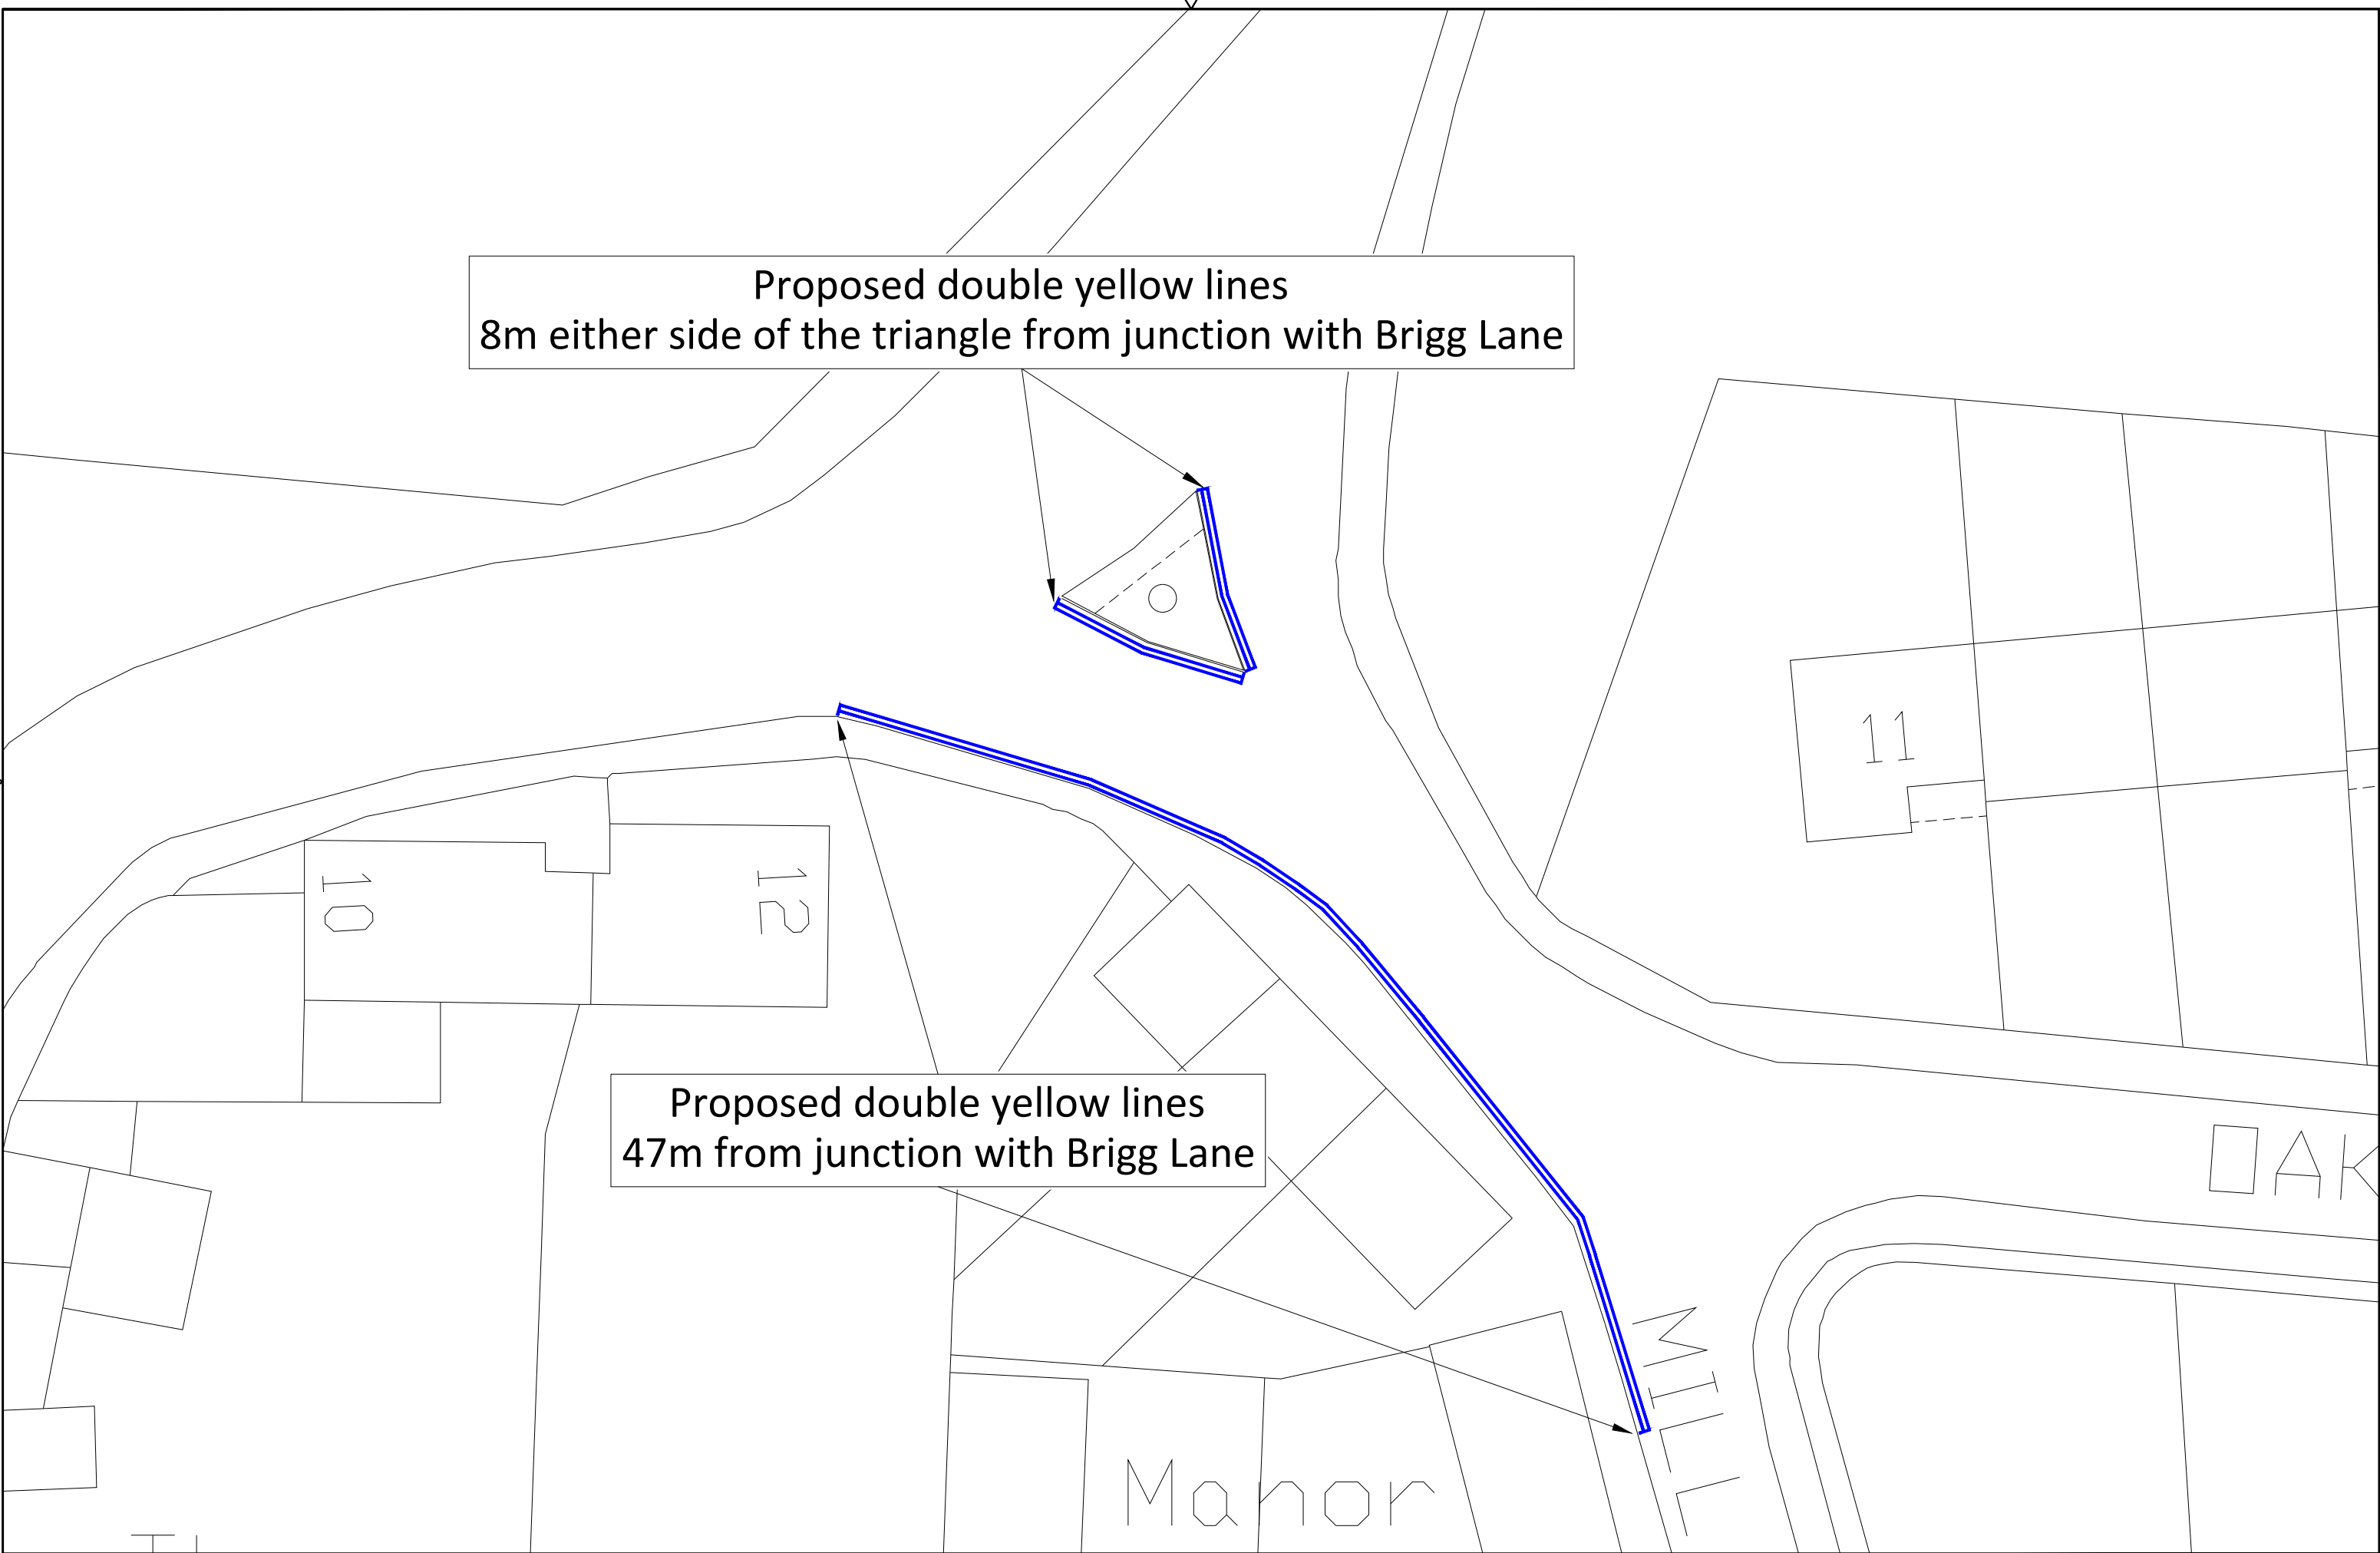 Proposed double yellow lines
8m either side of the triangle from junction with Brigg Lane
11
10
12
Proposed double yellow lines
47m from junction with Brigg Lane
OAK
MILL
Manor